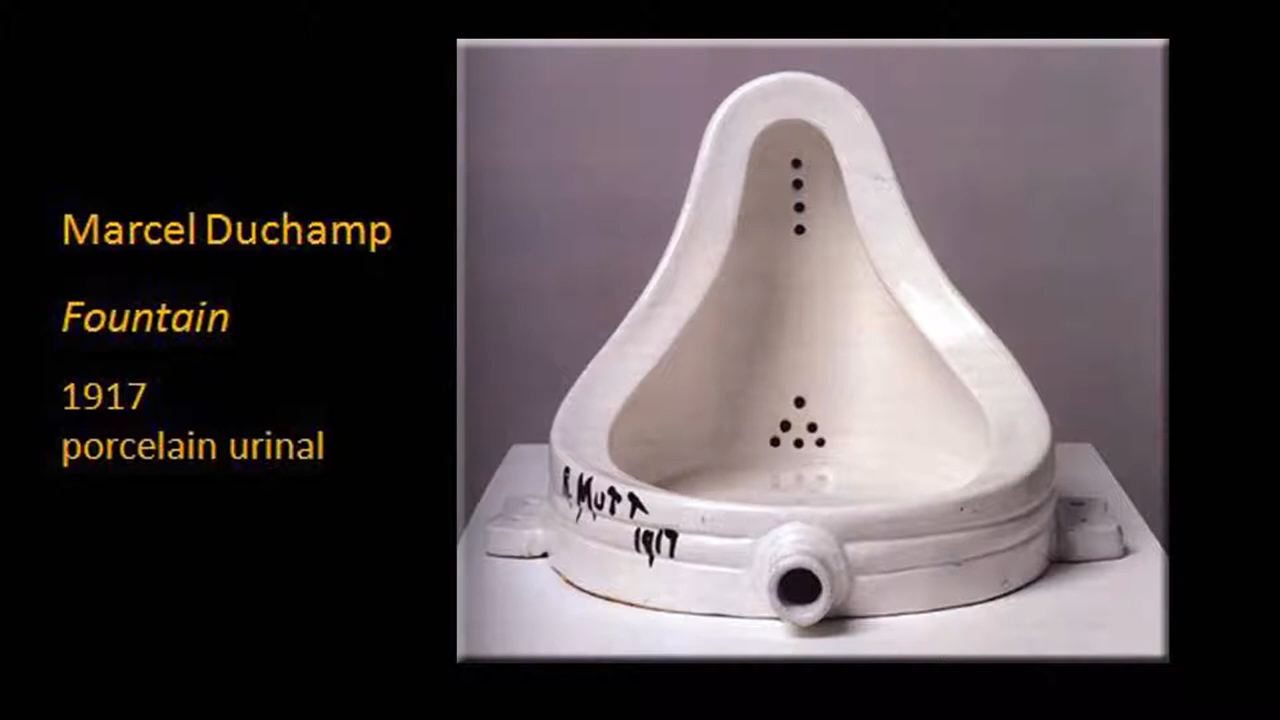 Marcel Duchamp
Fountain
1917
porcelain urinal
R. MUTT
1917